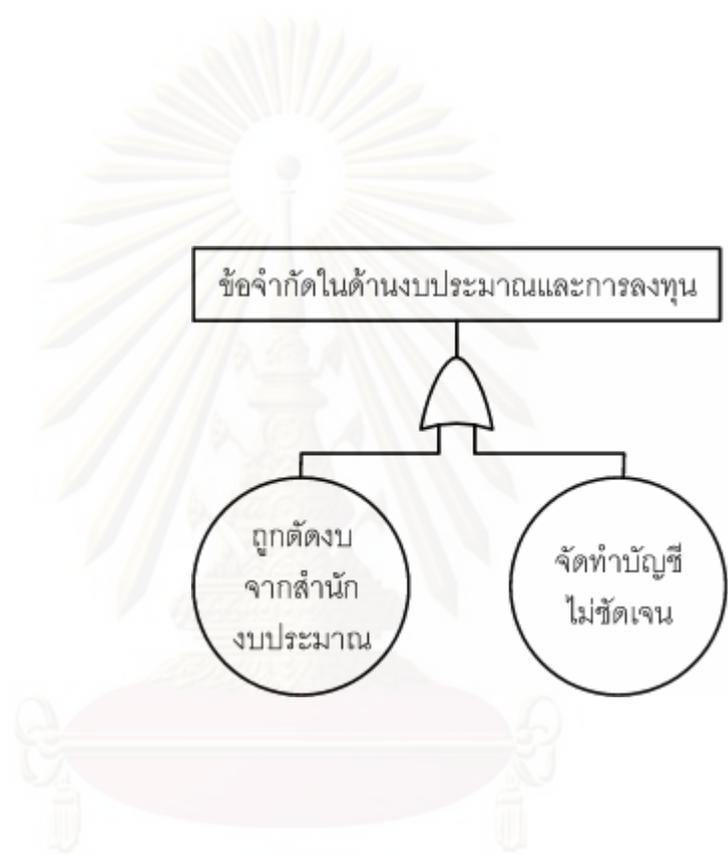 ข้อจำกัดในด้านงบประมาณและการลงทุน
ถูกตัดงบ
จากสำนัก
งบประมาณ
จัดทำบัญชี
ไม่ชัดเจน